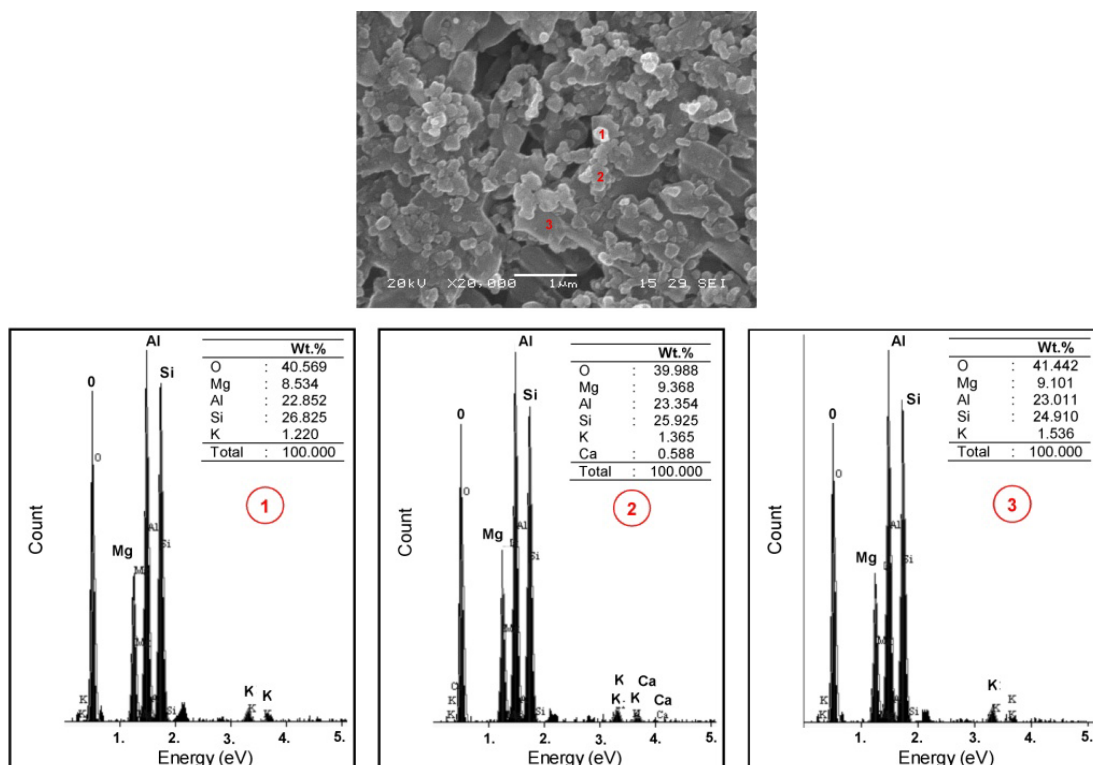 1
2
3
20kV X20,000 1μm 15 29 SEI
Al
Si
0
O
Mg
K K
Wt.%
O : 40.569
Mg : 8.534
Al : 22.852
Si : 26.825
K 1.220
Total : 100.000
1
Count
1. 2. 3. 4. 5.
Energy (eV)
Al
Si
0
O
Mg
K K Ca
K Ca
Wt.%
O : 39.988
Mg : 9.368
Al : 23.354
Si : 25.925
K 1.365
Ca : 0.588
Total : 100.000
2
Count
1. 2. 3. 4. 5.
Energy (eV)
Al
Si
0
O
Mg
K
Wt.%
O : 41.442
Mg : 9.101
Al : 23.011
Si : 24.910
K : 1.536
Total : 100.000
3
Count
1. 2. 3. 4. 5.
Energy (eV)